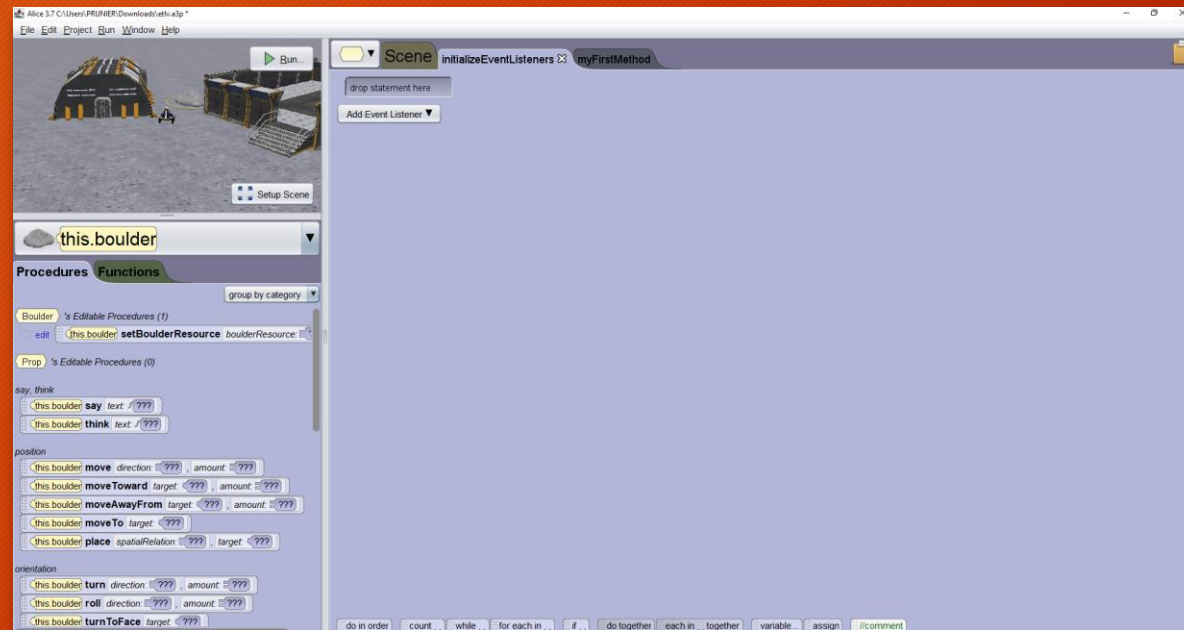 Alice 3.7 C:\Users\PRUNIER\Downloads\etlv.a3p *
File Edit Project Run Window Help
Run...
Setup Scene
this.boulder
Procedures Functions
group by category
Boulder 's Editable Procedures (1)
edit this.boulder setBoulderResource boulderResource:
Prop 's Editable Procedures (0)
say, think
this.boulder say text: ???
this.boulder think text: ???
position
this.boulder move direction: ??? , amount: ???
this.boulder moveToward target: ??? , amount: ???
this.boulder moveAwayFrom target: ??? , amount: ???
this.boulder moveTo target: ???
this.boulder place spatialRelation: ??? , target: ???
orientation
this.boulder turn direction: ??? , amount: ???
this.boulder roll direction: ??? , amount: ???
this.boulder turnToFace target: ???
Scene initializeEventListeners myFirstMethod
drop statement here
Add Event Listener
do in order count . . while . . for each in . . if . . do together each in . . together variable... assign //comment